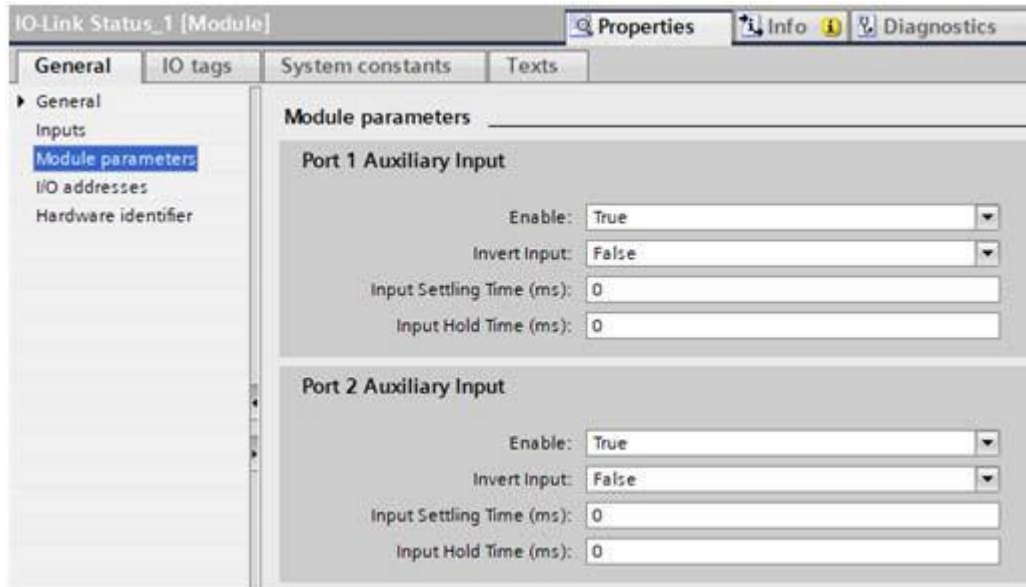 IO-Link Status_1 [Module]
Properties
Info
Diagnostics
General
IO tags
System constants
Texts
General
Inputs
Module parameters
I/O addresses
Hardware identifier
Module parameters
Port 1 Auxiliary Input
Enable: True
Invert Input: False
Input Settling Time (ms): 0
Input Hold Time (ms): 0
Port 2 Auxiliary Input
Enable: True
Invert Input: False
Input Settling Time (ms): 0
Input Hold Time (ms): 0